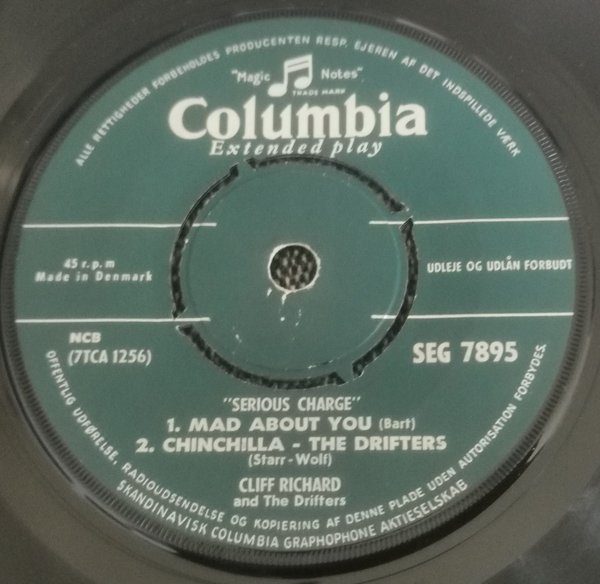 ALLE RETTIGHEDER FORBEHOLDES PRODUCENTEN RESP. EJEREN AF DET INDSPILLEDE VÆRK
"Magic Notes"
TRADE MARK
Columbia
Extended play
45 r.p.m
Made in Denmark
UDLEJE OG UDLÅN FORBUDT
NCB
(7TCA 1256)
SEG 7895
"SERIOUS CHARGE"
1. MAD ABOUT YOU (Bart)
2. CHINCHILLA - THE DRIFTERS
(Starr-Wolf)
CLIFF RICHARD
and The Drifters
OFFENTLIG UDFØRELSE, RADIOUDSENDELSE OG KOPIERING AF DENNE PLADE UDEN AUTORISATION FORBYDES.
SKANDINAVISK COLUMBIA GRAPHOPHONE AKTIESELSKAB